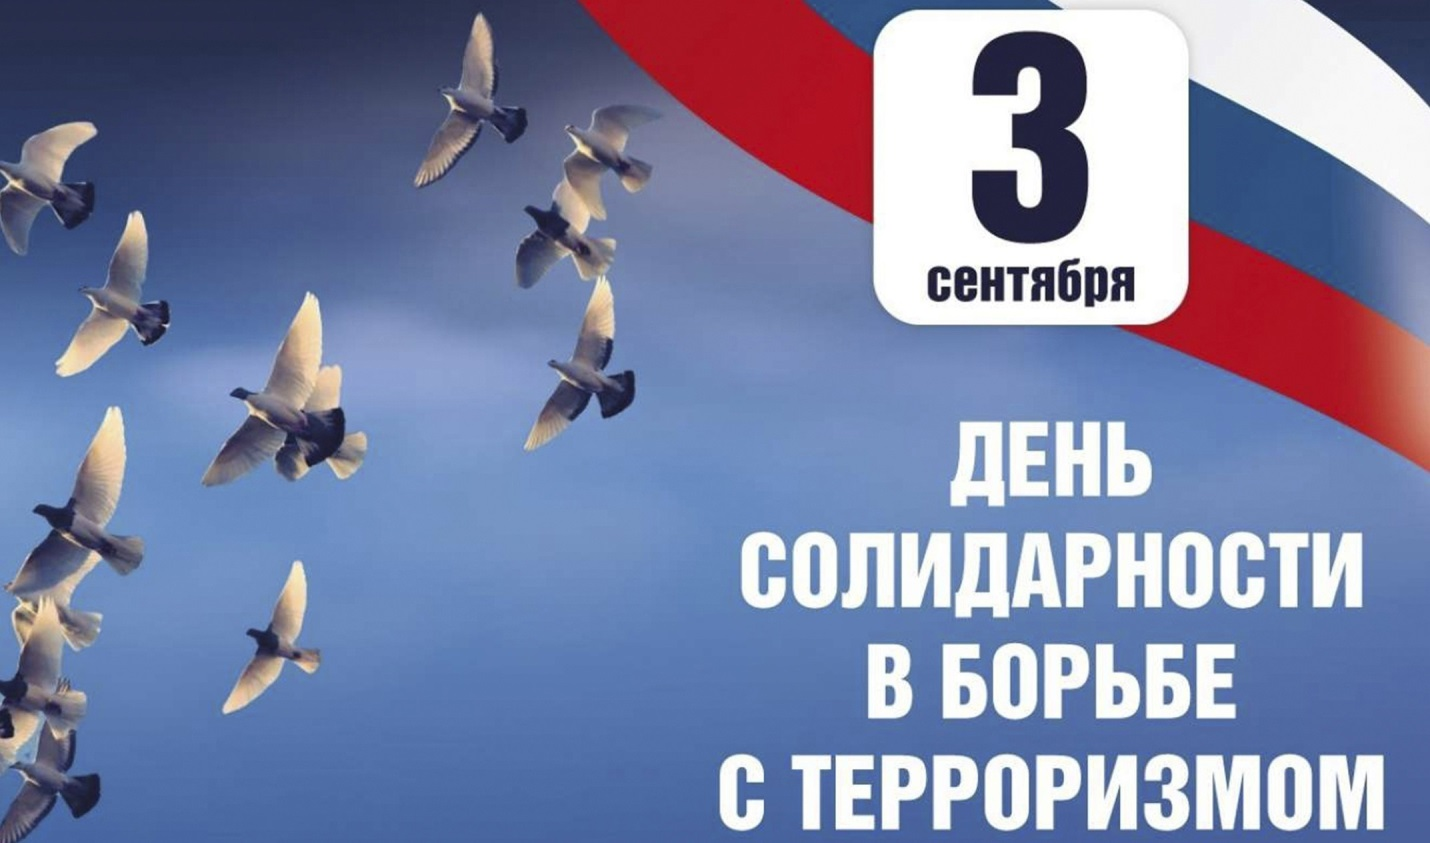 3
сентября
ДЕНЬ
СОЛИДАРНОСТИ
В БОРЬБЕ
С ТЕРРОРИЗМОМ